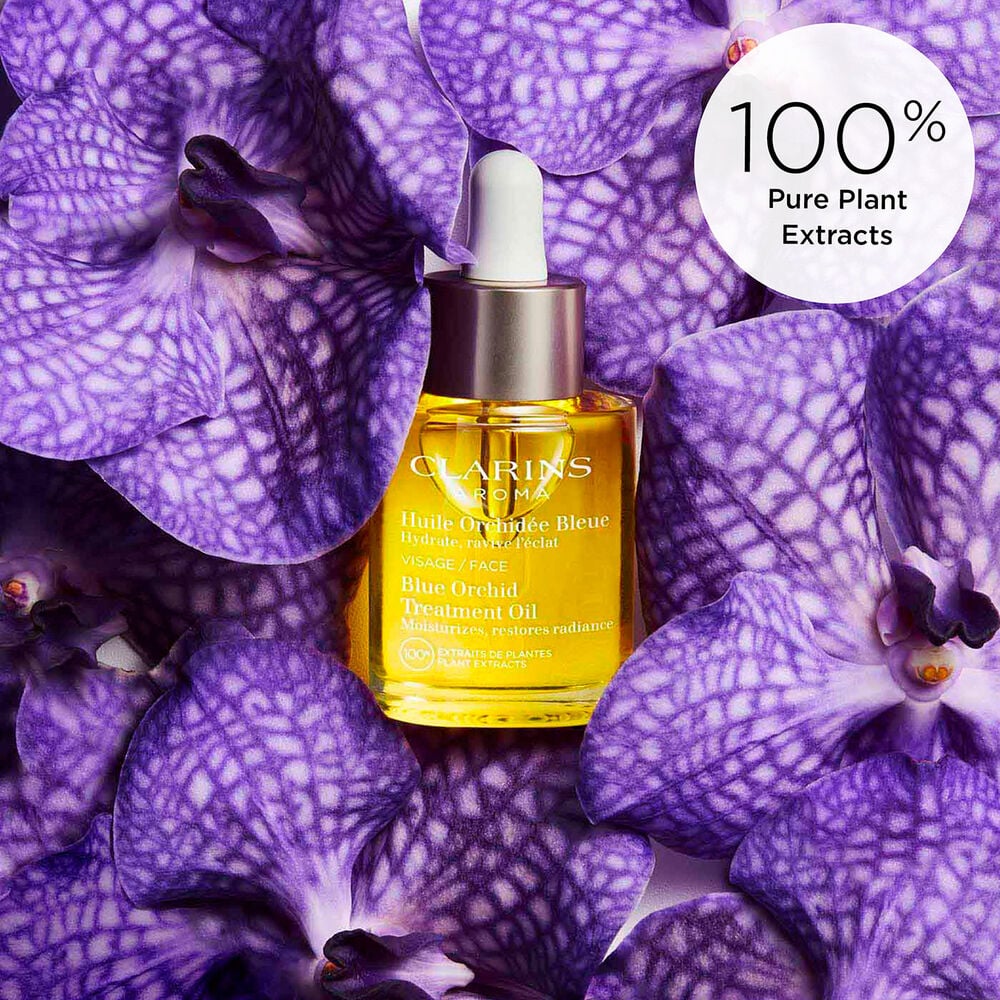 100%
Pure Plant
Extracts
CLARINS
AROMA
Huile Orchidée Bleue
Hydrate, ravive l'éclat
VISAGE / FACE
Blue Orchid
Treatment Oil
Moisturizes, restores radiance
100% EXTRAITS DE PLANTES
PLANT EXTRACTS